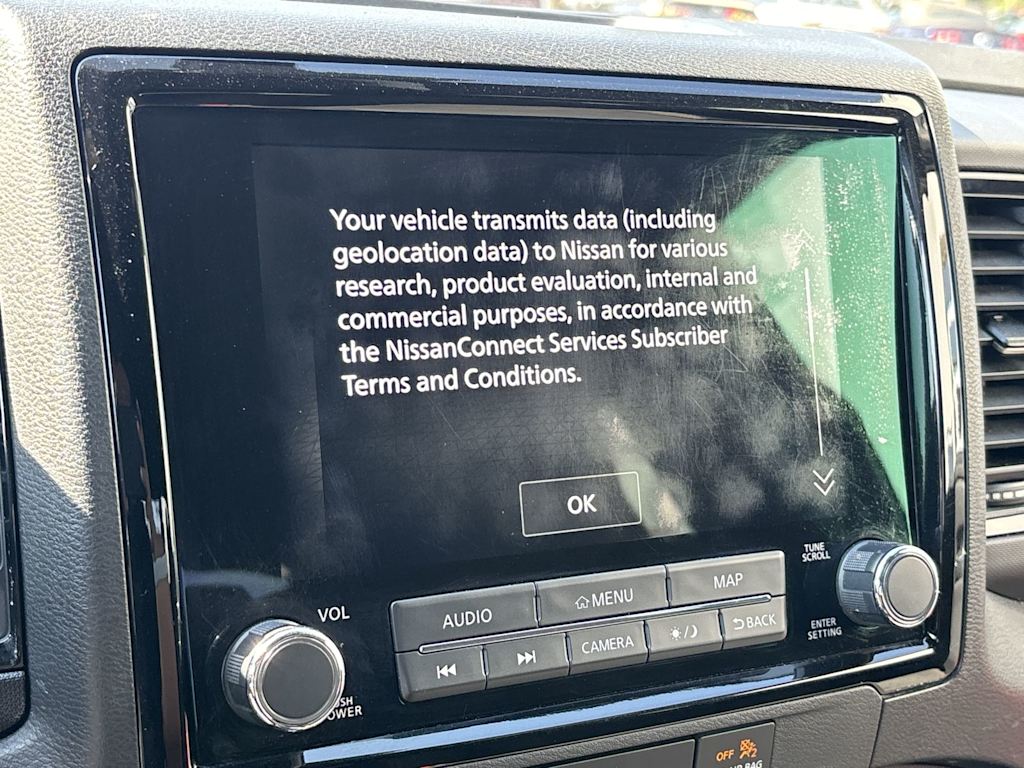 Your vehicle transmits data (including
geolocation data) to Nissan for various
research, product evaluation, internal and
commercial purposes, in accordance with
the NissanConnect Services Subscriber
Terms and Conditions.
OK
TUNE
SCROLL
VOL
AUDIO
MENU
MAP
CAMERA
BACK
ENTER
SETTING
OFF